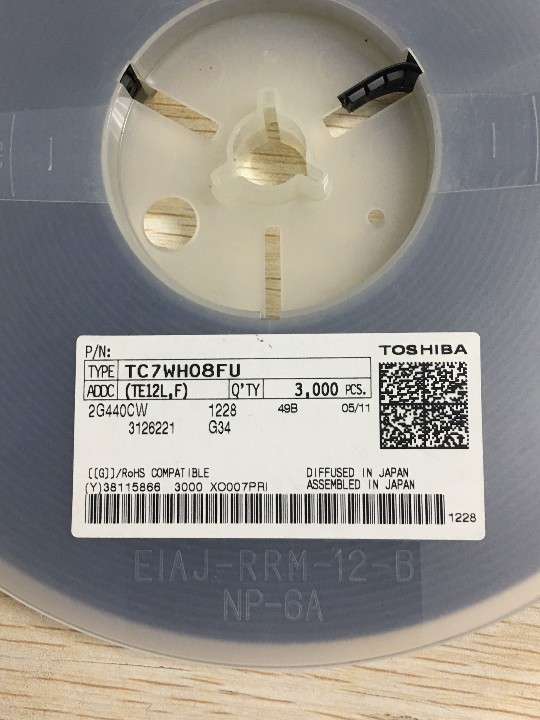 P/N:
TOSHIBA
TYPE TC7WH08FU
ADDC (TE12L,F) Q'TY 3,000 PCS.
2G440CW 1228 49B 05/11
3126221 G34
[[G]]/RoHS COMPATIBLE DIFFUSED IN JAPAN
(Y)38115866 3000 XO007PRI ASSEMBLED IN JAPAN
1228
EIAJ-RRM-12-B
NP-6A